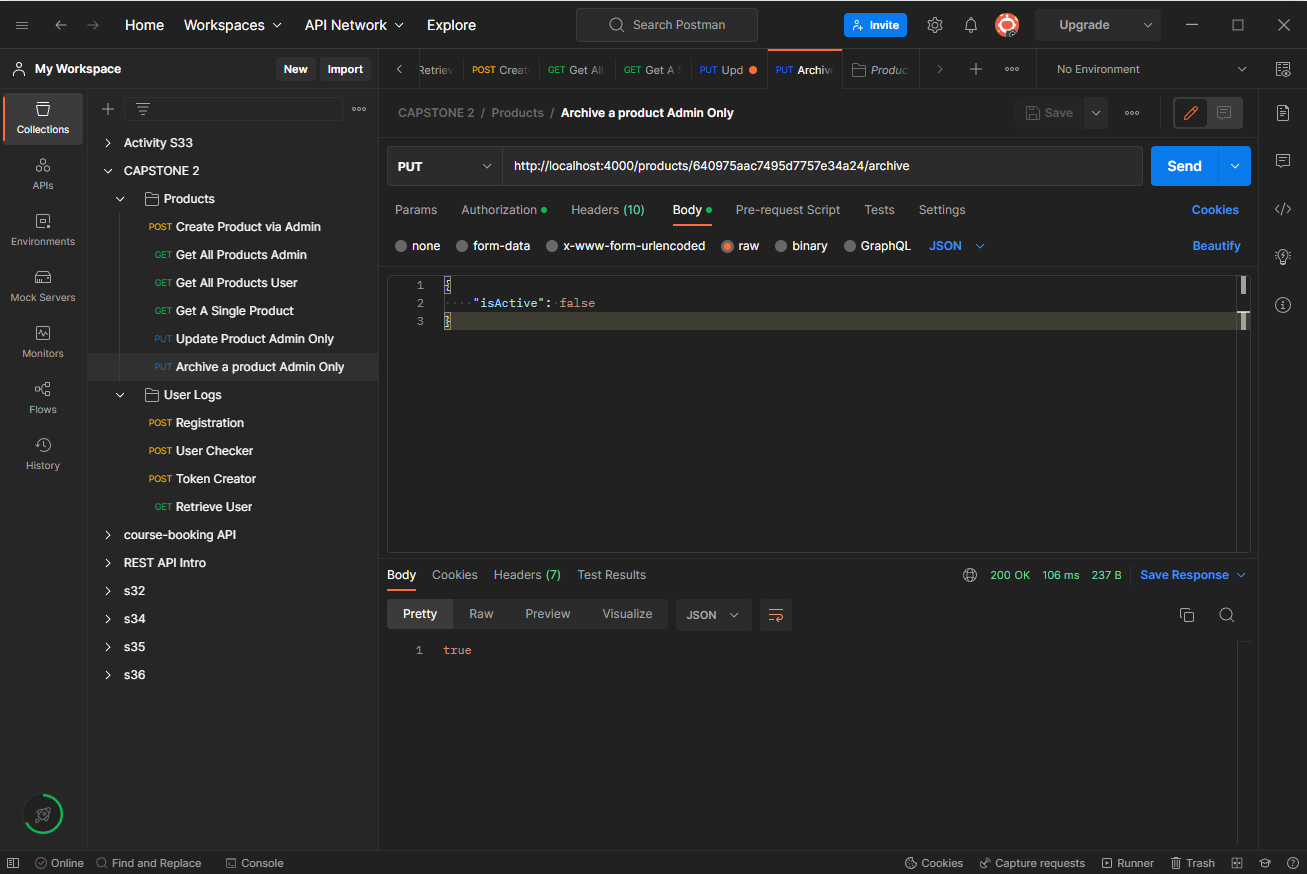 Home Workspaces API Network Explore Search Postman Invite Upgrade
My Workspace New Import
Retriev POST Create GET Get All GET Get A S PUT Upd PUT Archive Produc No Environment
Collections
APIs
Environments
Mock Servers
Monitors
Flows
History
Activity S33
CAPSTONE 2
Products
POST Create Product via Admin
GET Get All Products Admin
GET Get All Products User
GET Get A Single Product
PUT Update Product Admin Only
PUT Archive a product Admin Only
User Logs
POST Registration
POST User Checker
POST Token Creator
GET Retrieve User
course-booking API
REST API Intro
s32
s34
s35
s36
CAPSTONE 2 / Products / Archive a product Admin Only Save
PUT http://localhost:4000/products/640975aac7495d7757e34a24/archive Send
Params Authorization Headers (10) Body Pre-request Script Tests Settings Cookies
none form-data x-www-form-urlencoded raw binary GraphQL JSON Beautify
1 {
2 "isActive": false
3 }
Body Cookies Headers (7) Test Results 200 OK 106 ms 237 B Save Response
Pretty Raw Preview Visualize JSON
1 true
Online Find and Replace Console Cookies Capture requests Runner Trash